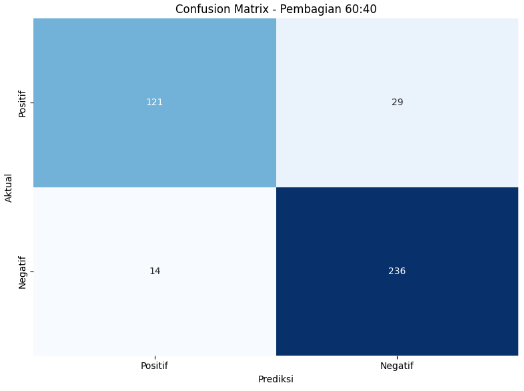 Confusion Matrix - Pembagian 60:40
Positif
121
29
Aktual
Negatif
14
236
Positif
Negatif
Prediksi